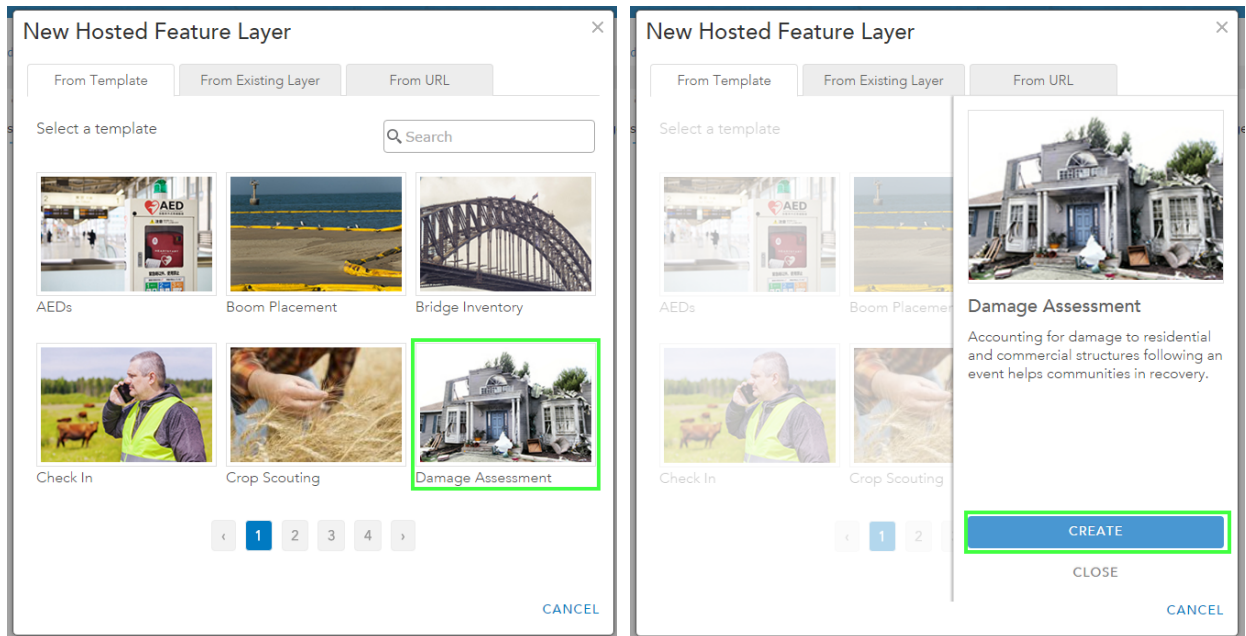 New Hosted Feature Layer
×
From Template
From Existing Layer
From URL
Select a template
Search
AED
AEDs
Boom Placement
Bridge Inventory
Check In
Crop Scouting
Damage Assessment
‹ 1 2 3 4 ›
CANCEL
New Hosted Feature Layer
×
From Template
From Existing Layer
From URL
Select a template
AED
AEDs
Boom Placemen
Check In
Crop Scouting
‹ 1 2
Damage Assessment
Accounting for damage to residential
and commercial structures following an
event helps communities in recovery.
CREATE
CLOSE
CANCEL